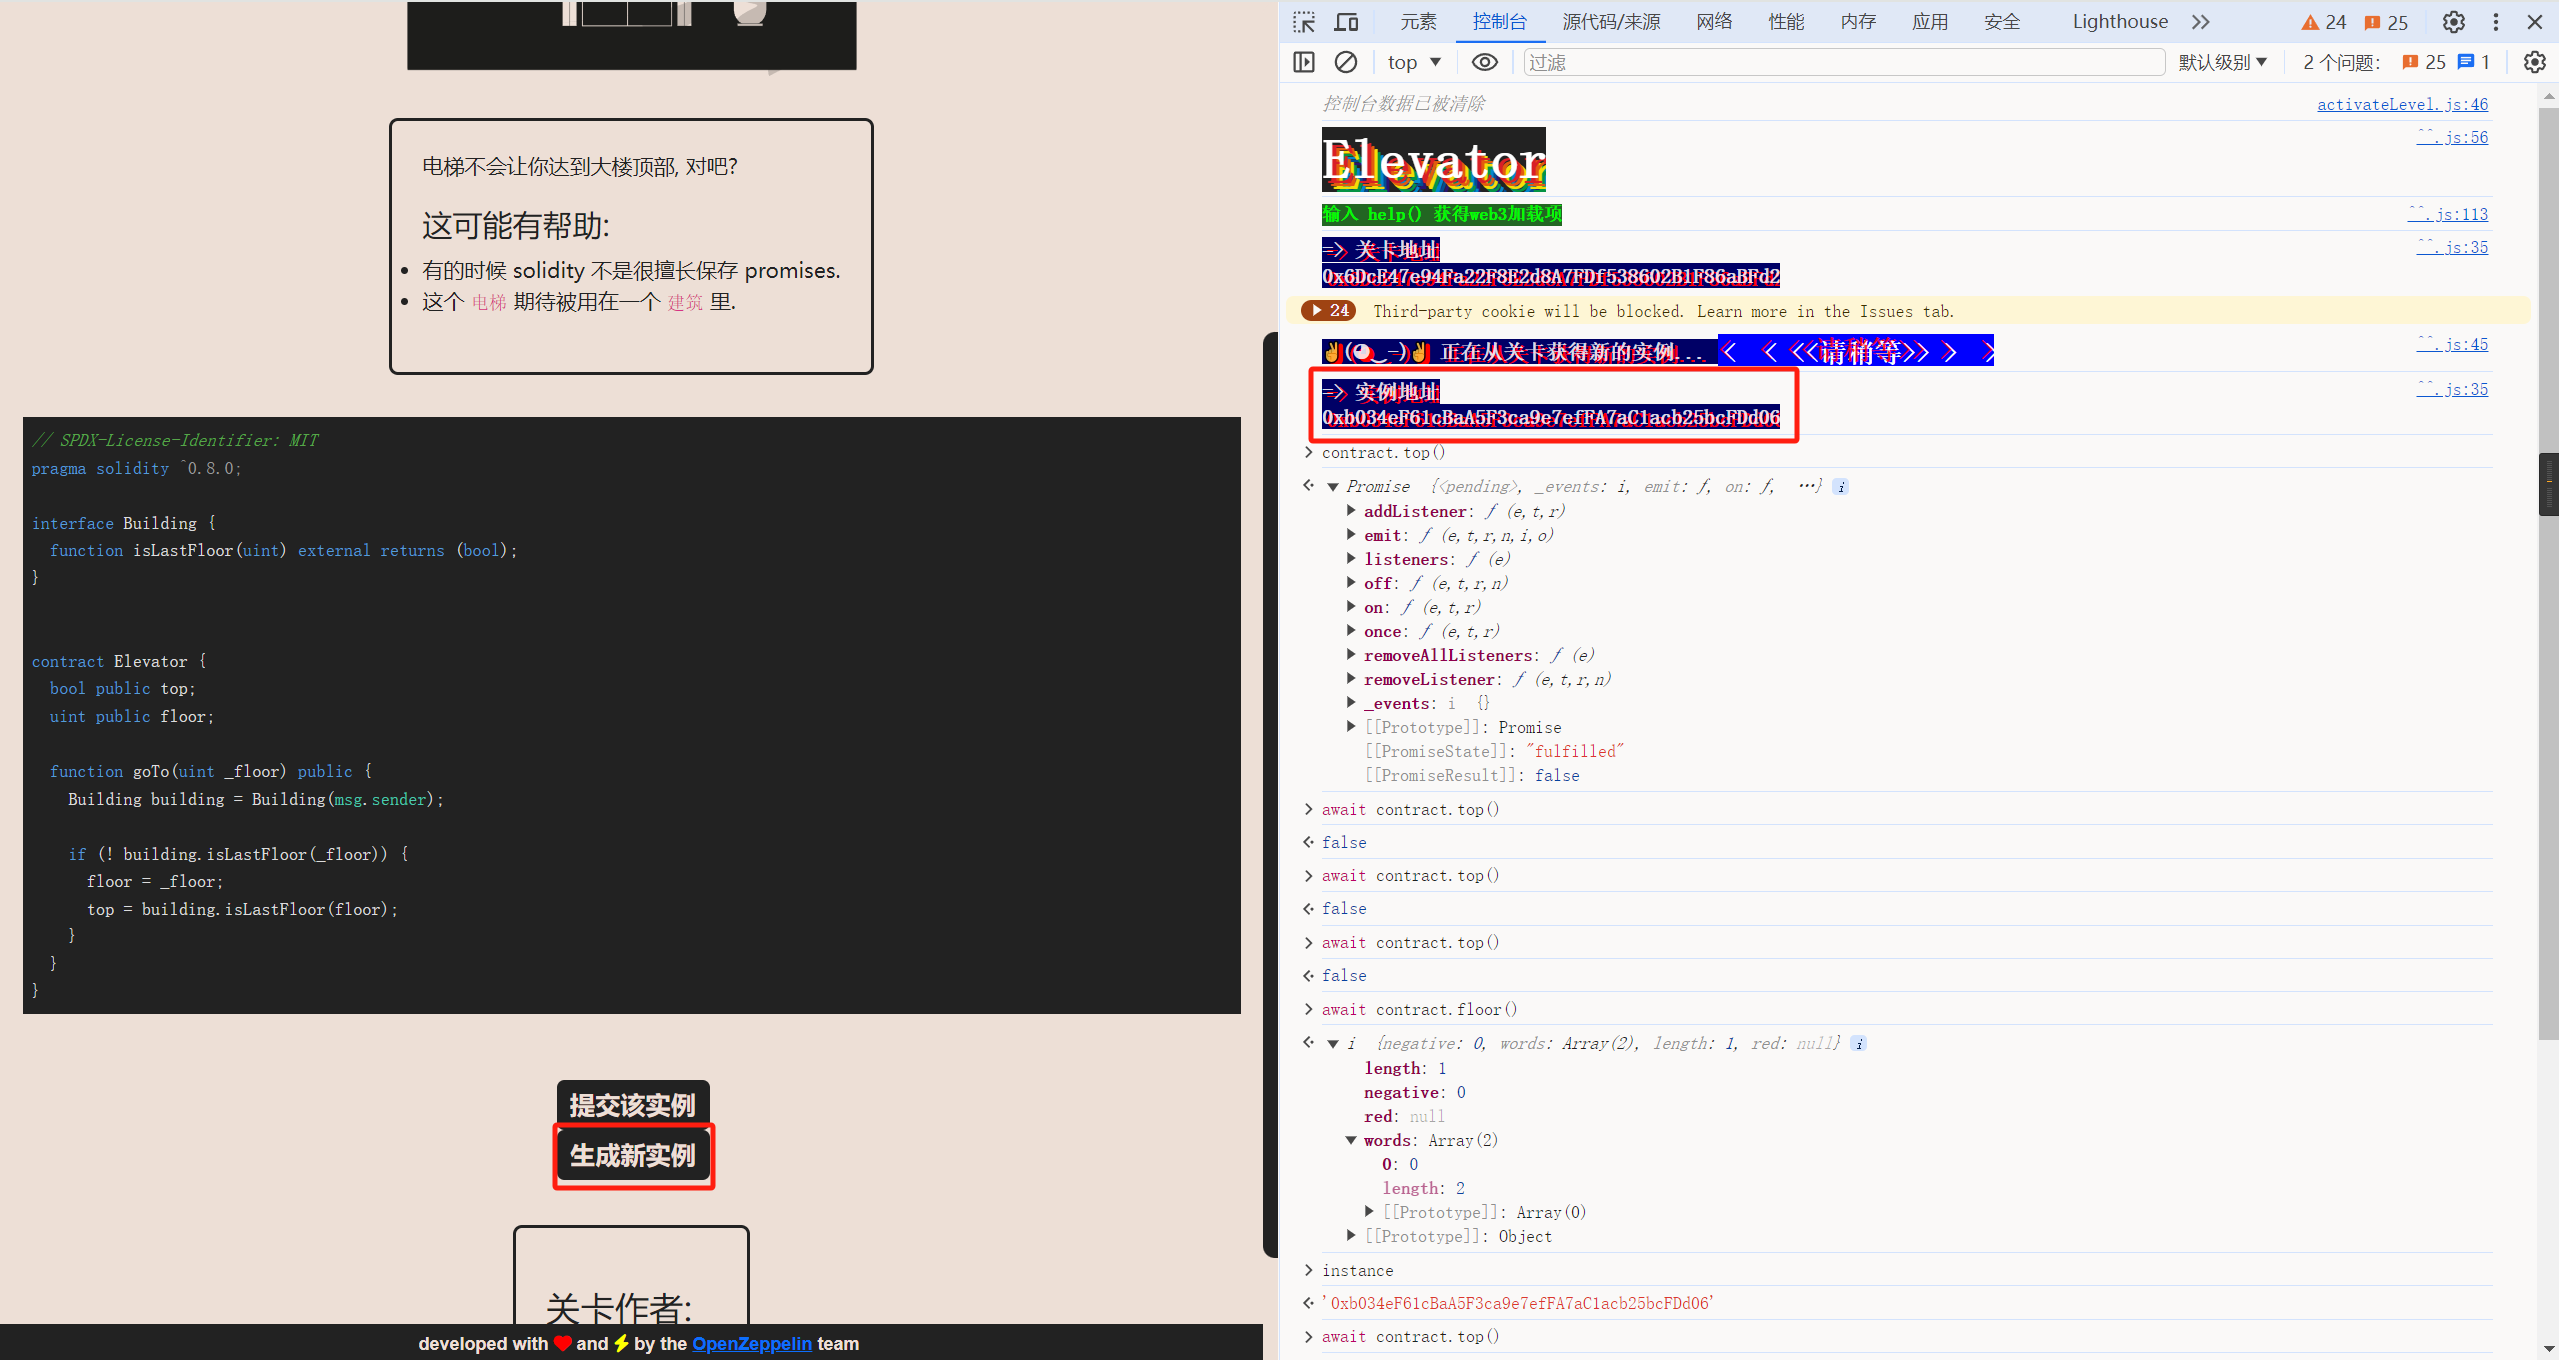 电梯不会让你达到大楼顶部, 对吧?
这可能有帮助:
有的时候 solidity 不是很擅长保存 promises.
这个 电梯 期待被用在一个 建筑 里.
// SPDX-License-Identifier: MIT
pragma solidity ^0.8.0;
interface Building {
function isLastFloor(uint) external returns (bool);
}
contract Elevator {
bool public top;
uint public floor;
function goTo(uint _floor) public {
Building building = Building(msg.sender);
if (! building.isLastFloor(_floor)) {
floor = _floor;
top = building.isLastFloor(floor);
}
}
}
提交该实例
生成新实例
关卡作者:
developed with ❤ and ⚡ by the OpenZeppelin team
元素 控制台 源代码/来源 网络 性能 内存 应用 安全 Lighthouse 24 25
top ▼ 过滤 默认级别 ▼ 2 个问题: 25 1
控制台数据已被清除 activateLevel.js:46
Elevator ^^.js:56
输入 help() 获得web3加载项 ^^.js:113
=> 关卡地址 ^^.js:35
0x6DcE47e94Fa22F8E2d8A7FDf538602B1F86aBFd2
24 Third-party cookie will be blocked. Learn more in the Issues tab.
正在从关卡获得新的实例... < < <<请稍等>> > > ^^.js:45
=> 实例地址 ^^.js:35
0xb034eF61cBaA5F3ca9e7efFA7aC1acb25bcFDd06
> contract.top()
Promise {<pending>, _events: i, emit: ƒ, on: ƒ, …}
addListener: ƒ (e,t,r)
emit: ƒ (e,t,r,n,i,o)
listeners: ƒ (e)
off: ƒ (e,t,r,n)
on: ƒ (e,t,r)
once: ƒ (e,t,r)
removeAllListeners: ƒ (e)
removeListener: ƒ (e,t,r,n)
_events: i {}
[[Prototype]]: Promise
[[PromiseState]]: "fulfilled"
[[PromiseResult]]: false
> await contract.top()
false
> await contract.top()
false
> await contract.top()
false
> await contract.floor()
i {negative: 0, words: Array(2), length: 1, red: null}
length: 1
negative: 0
red: null
words: Array(2)
0: 0
length: 2
[[Prototype]]: Array(0)
[[Prototype]]: Object
> instance
'0xb034eF61cBaA5F3ca9e7efFA7aC1acb25bcFDd06'
> await contract.top()